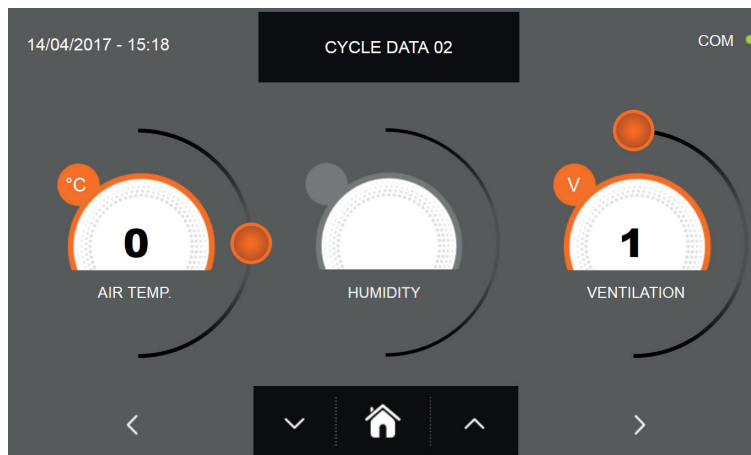 14/04/2017 - 15:18
CYCLE DATA 02
COM
°C
V
0
1
AIR TEMP.
HUMIDITY
VENTILATION